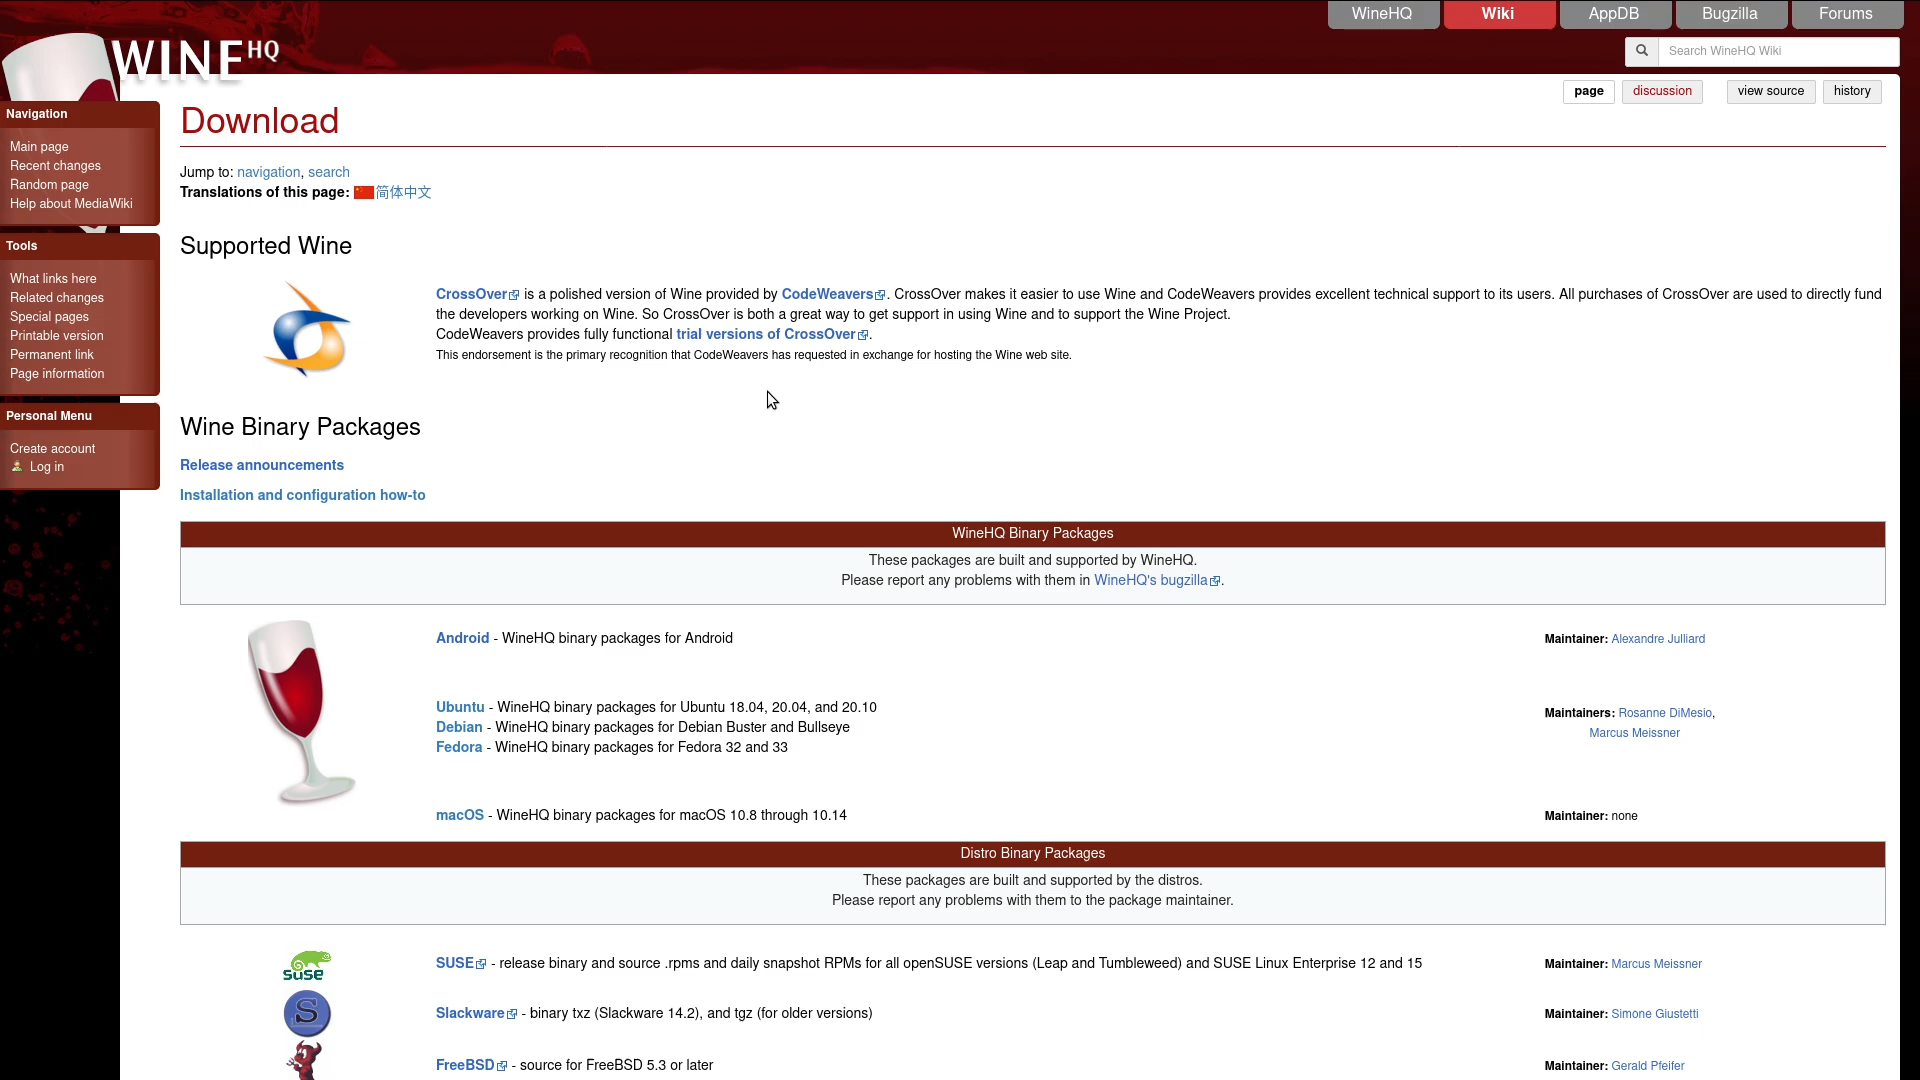 WineHQ
Wiki
AppDB
Bugzilla
Forums
WINE HQ
Search WineHQ Wiki
page
discussion
view source
history
Navigation
Main page
Recent changes
Random page
Help about MediaWiki
Tools
What links here
Related changes
Special pages
Printable version
Permanent link
Page information
Personal Menu
Create account
Log in
Download
Jump to: navigation, search
Translations of this page: 简体中文
Supported Wine
CrossOver is a polished version of Wine provided by CodeWeavers. CrossOver makes it easier to use Wine and CodeWeavers provides excellent technical support to its users. All purchases of CrossOver are used to directly fund
the developers working on Wine. So CrossOver is both a great way to get support in using Wine and to support the Wine Project.
CodeWeavers provides fully functional trial versions of CrossOver.
This endorsement is the primary recognition that CodeWeavers has requested in exchange for hosting the Wine web site.
Wine Binary Packages
Release announcements
Installation and configuration how-to
WineHQ Binary Packages
These packages are built and supported by WineHQ.
Please report any problems with them in WineHQ's bugzilla.
Android - WineHQ binary packages for Android
Maintainer: Alexandre Julliard
Ubuntu - WineHQ binary packages for Ubuntu 18.04, 20.04, and 20.10
Debian - WineHQ binary packages for Debian Buster and Bullseye
Fedora - WineHQ binary packages for Fedora 32 and 33
Maintainers: Rosanne DiMesio,
Marcus Meissner
macOS - WineHQ binary packages for macOS 10.8 through 10.14
Maintainer: none
Distro Binary Packages
These packages are built and supported by the distros.
Please report any problems with them to the package maintainer.
suse
SUSE - release binary and source .rpms and daily snapshot RPMs for all openSUSE versions (Leap and Tumbleweed) and SUSE Linux Enterprise 12 and 15
Maintainer: Marcus Meissner
S
Slackware - binary txz (Slackware 14.2), and tgz (for older versions)
Maintainer: Simone Giustetti
FreeBSD - source for FreeBSD 5.3 or later
Maintainer: Gerald Pfeifer